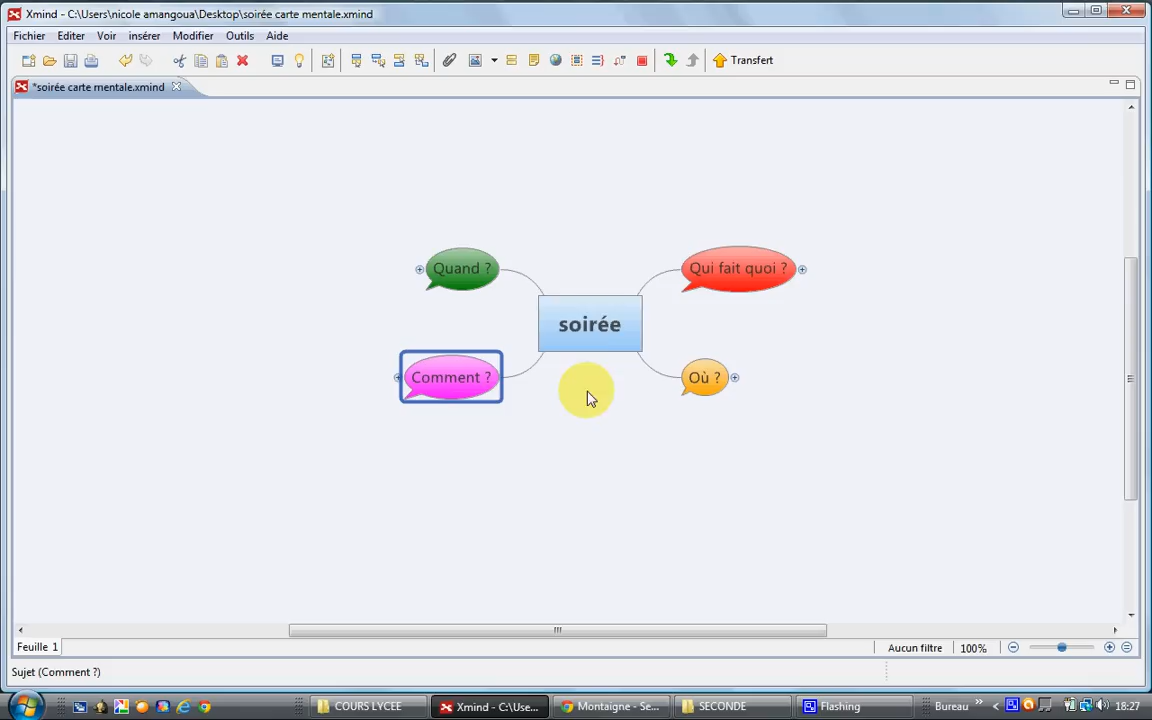 Xmind - C:\Users\nicole amangoua\Desktop\soirée carte mentale.xmind
Fichier Editer Voir insérer Modifier Outils Aide
Transfert
*soirée carte mentale.xmind
Quand ?
Qui fait quoi ?
soirée
Comment ?
Où ?
Feuille 1
Aucun filtre 100%
Sujet (Comment ?)
COURS LYCEE Xmind - C:\Use... Montaigne - Se... SECONDE Flashing Bureau 18:27